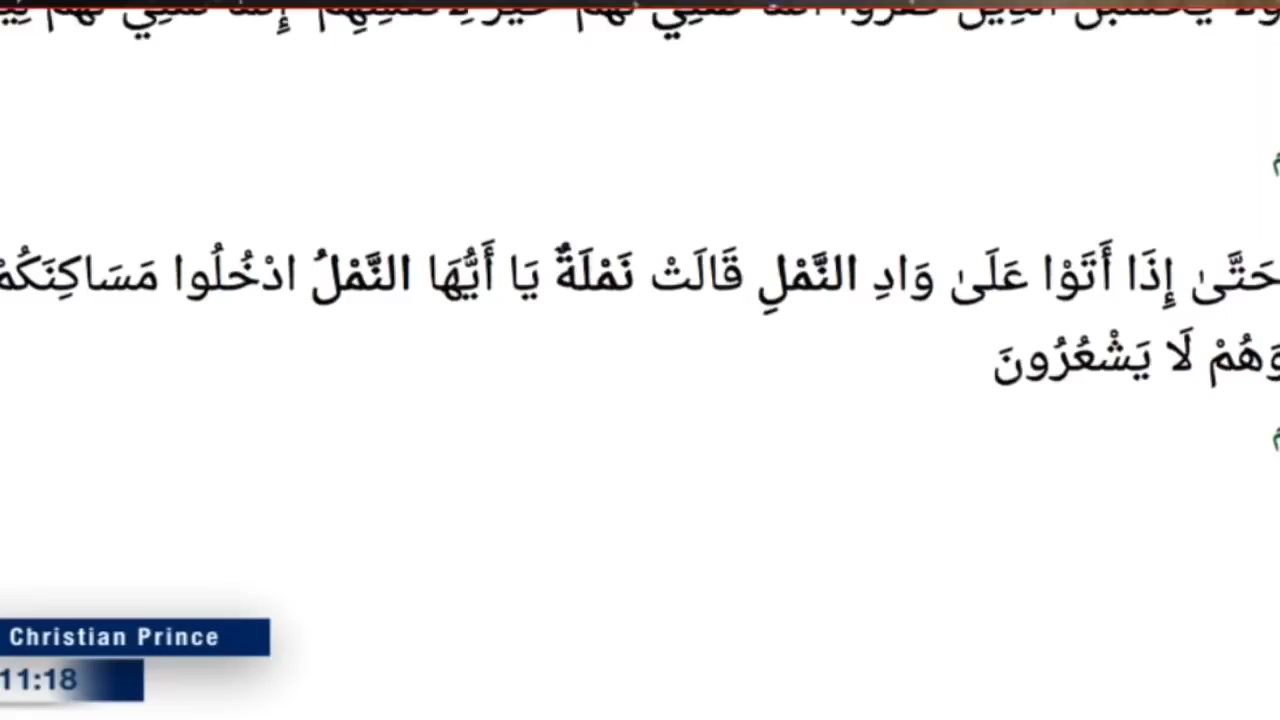 حَتَّىٰ إِذَا أَتَوْا عَلَىٰ وَادِ النَّمْلِ قَالَتْ نَمْلَةٌ يَا أَيُّهَا النَّمْلُ ادْخُلُوا مَسَاكِنَكُمْ
وَهُمْ لَا يَشْعُرُونَ
Christian Prince
11:18